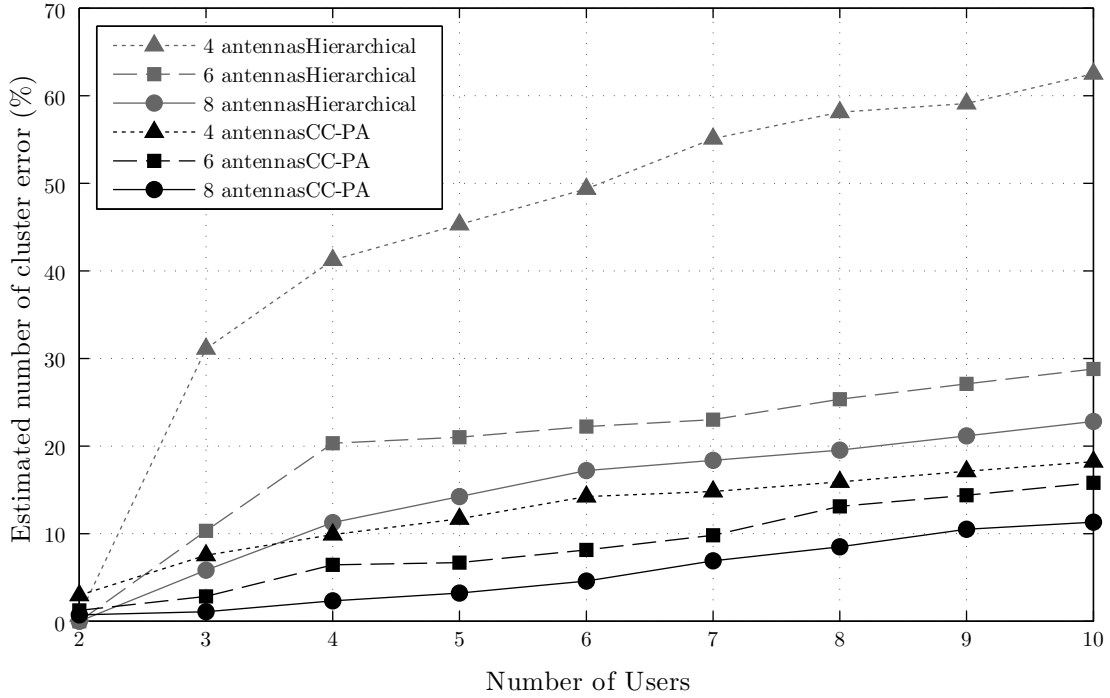 70
60
50
40
30
20
10
0
Estimated number of cluster error (%)
4 antennasHierarchical
6 antennasHierarchical
8 antennasHierarchical
4 antennasCC-PA
6 antennasCC-PA
8 antennasCC-PA
2 3 4 5 6 7 8 9 10
Number of Users